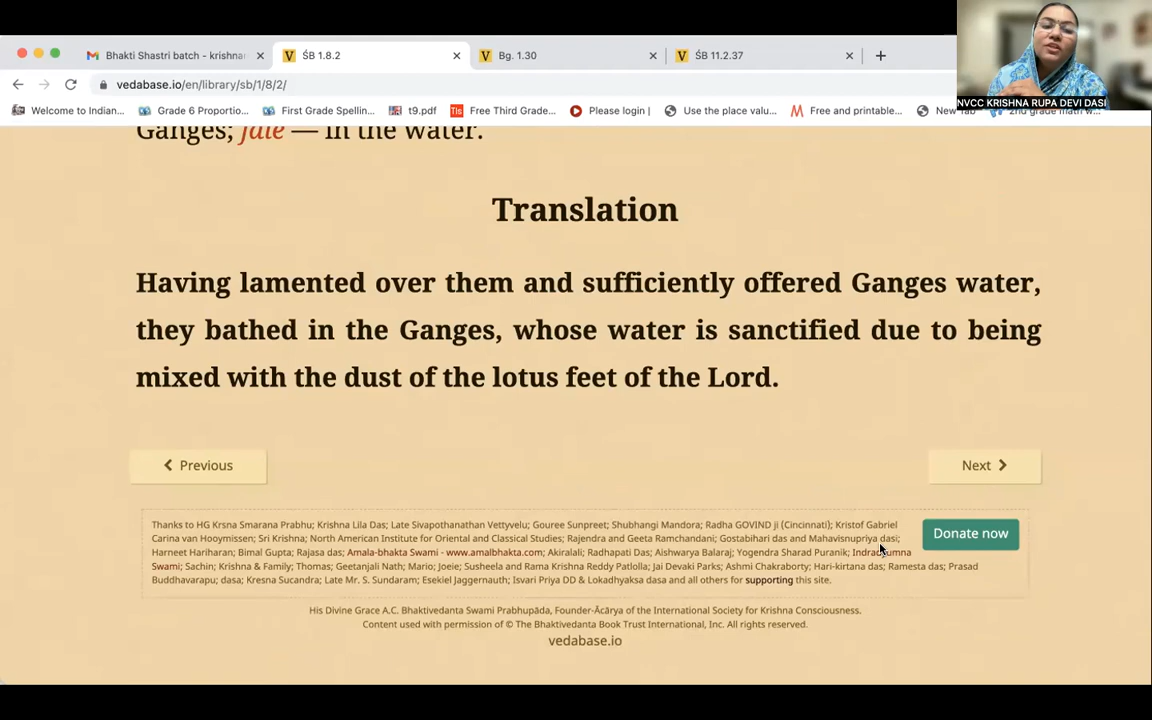 Bhakti Shastri batch - krishna
ŚB 1.8.2
Bg. 1.30
ŚB 11.2.37
vedabase.io/en/library/sb/1/8/2/
Welcome to Indian...
Grade 6 Proportio...
First Grade Spellin...
t9.pdf
Free Third Grade...
Please login |
Use the place valu...
Free and printable...
New Tab
2nd grade math w...
NVCC KRISHNA RUPA DEVI DASI
Ganges; jale — in the water.
Translation
Having lamented over them and sufficiently offered Ganges water,
they bathed in the Ganges, whose water is sanctified due to being
mixed with the dust of the lotus feet of the Lord.
Previous
Next
Thanks to HG Krsna Smarana Prabhu; Krishna Lila Das; Late Sivapothanathan Vettyvelu; Gouree Sunpreet; Shubhangi Mandora; Radha GOVIND ji (Cincinnati); Kristof Gabriel
Carina van Hooymissen; Sri Krishna; North American Institute for Oriental and Classical Studies; Rajendra and Geeta Ramchandani; Gostabihari das and Mahavisnupriya dasi;
Harneet Hariharan; Bimal Gupta; Rajasa das; Amala-bhakta Swami - www.amalbhakta.com; Akiralali; Radhapati Das; Aishwarya Balaraj; Yogendra Sharad Puranik; Indradyumna
Swami; Sachin; Krishna & Family; Thomas; Geetanjali Nath; Mario; Joeie; Susheela and Rama Krishna Reddy Patlolla; Jai Devaki Parks; Ashmi Chakraborty; Hari-kirtana das; Ramesta das; Prasad
Buddhavarapu; dasa; Kresna Sucandra; Late Mr. S. Sundaram; Esekiel Jaggernauth; Isvari Priya DD & Lokadhyaksa dasa and all others for supporting this site.
Donate now
His Divine Grace A.C. Bhaktivedanta Swami Prabhupāda, Founder-Ācārya of the International Society for Krishna Consciousness.
Content used with permission of © The Bhaktivedanta Book Trust International, Inc. All rights reserved.
vedabase.io